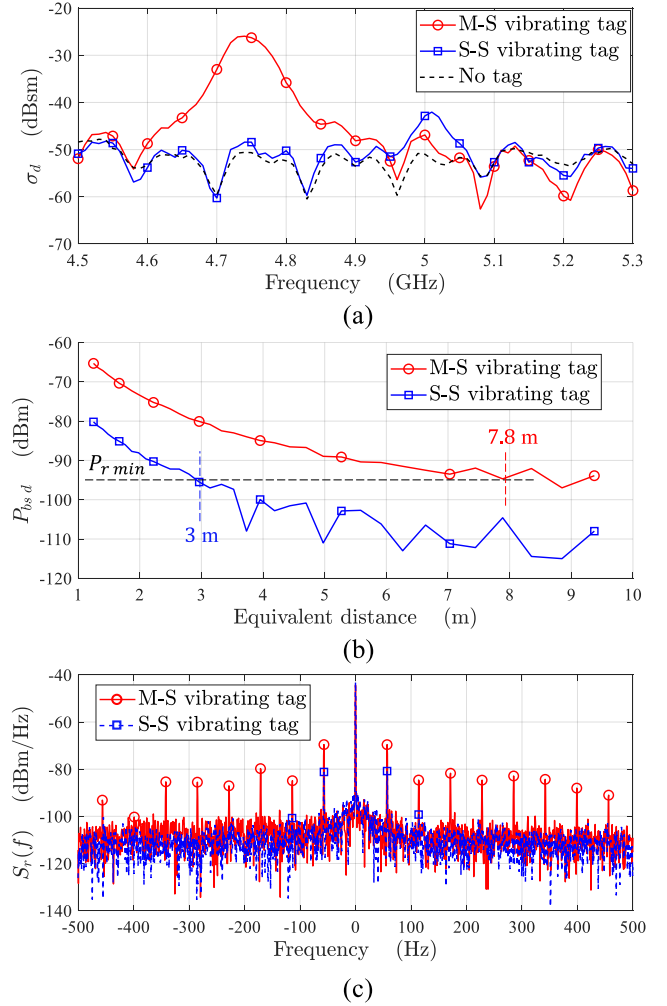 -20
-30
-40
-50
-60
-70
σd (dBsm)
M-S vibrating tag
S-S vibrating tag
No tag
4.5 4.6 4.7 4.8 4.9 5 5.1 5.2 5.3
Frequency (GHz)
(a)
-60
-70
-80
-90
-100
-110
-120
Pbs d (dBm)
M-S vibrating tag
S-S vibrating tag
7.8 m
Pr min
3 m
1 2 3 4 5 6 7 8 9 10
Equivalent distance (m)
(b)
-40
-60
-80
-100
-120
-140
Sr(f) (dBm/Hz)
M-S vibrating tag
S-S vibrating tag
-500 -400 -300 -200 -100 0 100 200 300 400 500
Frequency (Hz)
(c)